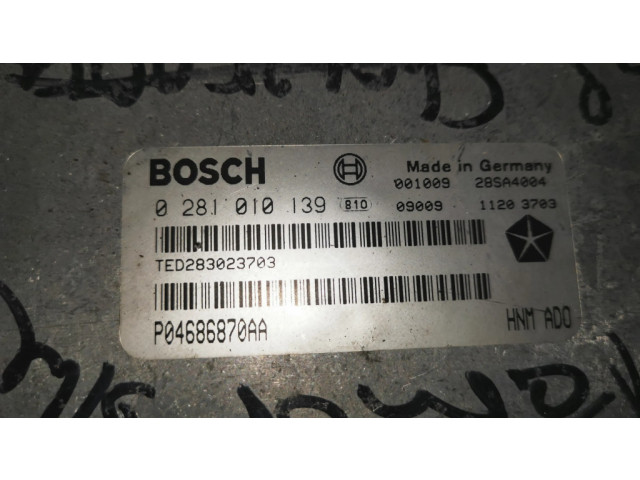 BOSCH
Made in Germany
001009 28SA4004
0 281 010 139 810 09009 1120 3703
TED283023703
P04686870AA HNM ADO